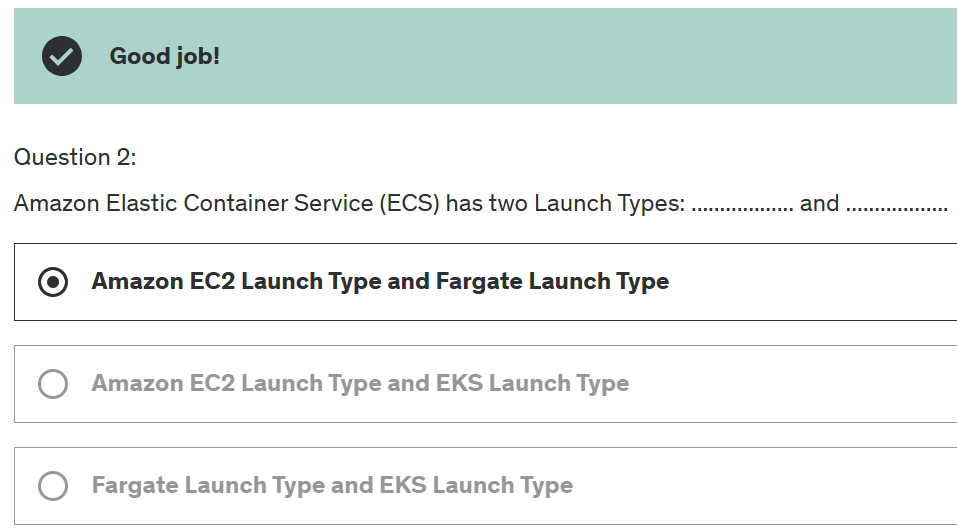 Good job!
Question 2:
Amazon Elastic Container Service (ECS) has two Launch Types: .................. and ..................
Amazon EC2 Launch Type and Fargate Launch Type
Amazon EC2 Launch Type and EKS Launch Type
Fargate Launch Type and EKS Launch Type